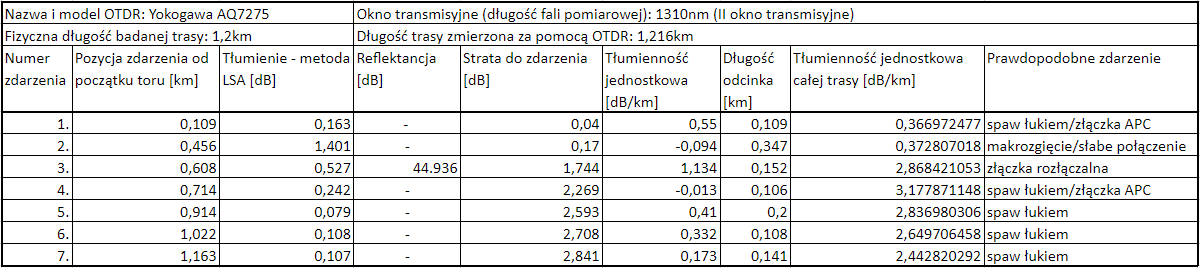 Nazwa i model OTDR: Yokogawa AQ7275 Okno transmisyjne (długość fali pomiarowej): 1310nm (II okno transmisyjne)
Fizyczna długość badanej trasy: 1,2km Długość trasy zmierzona za pomocą OTDR: 1,216km
Numer Pozycja zdarzenia od Tłumienie - metoda Reflektancja Strata do zdarzenia Tłumienność Długość Tłumienność jednostkowa Prawdopodobne zdarzenie
zdarzenia początku toru [km] LSA [dB] [dB] [dB] jednostkowa odcinka całej trasy [dB/km]
[dB/km] [km]
1. 0,109 0,163 - 0,04 0,55 0,109 0,366972477 spaw łukiem/złączka APC
2. 0,456 1,401 - 0,17 -0,094 0,347 0,372807018 makrozgięcie/słabe połączenie
3. 0,608 0,527 44.936 1,744 1,134 0,152 2,868421053 złączka rozłączalna
4. 0,714 0,242 - 2,269 -0,013 0,106 3,177871148 spaw łukiem/złączka APC
5. 0,914 0,079 - 2,593 0,41 0,2 2,836980306 spaw łukiem
6. 1,022 0,108 - 2,708 0,332 0,108 2,649706458 spaw łukiem
7. 1,163 0,107 - 2,841 0,173 0,141 2,442820292 spaw łukiem